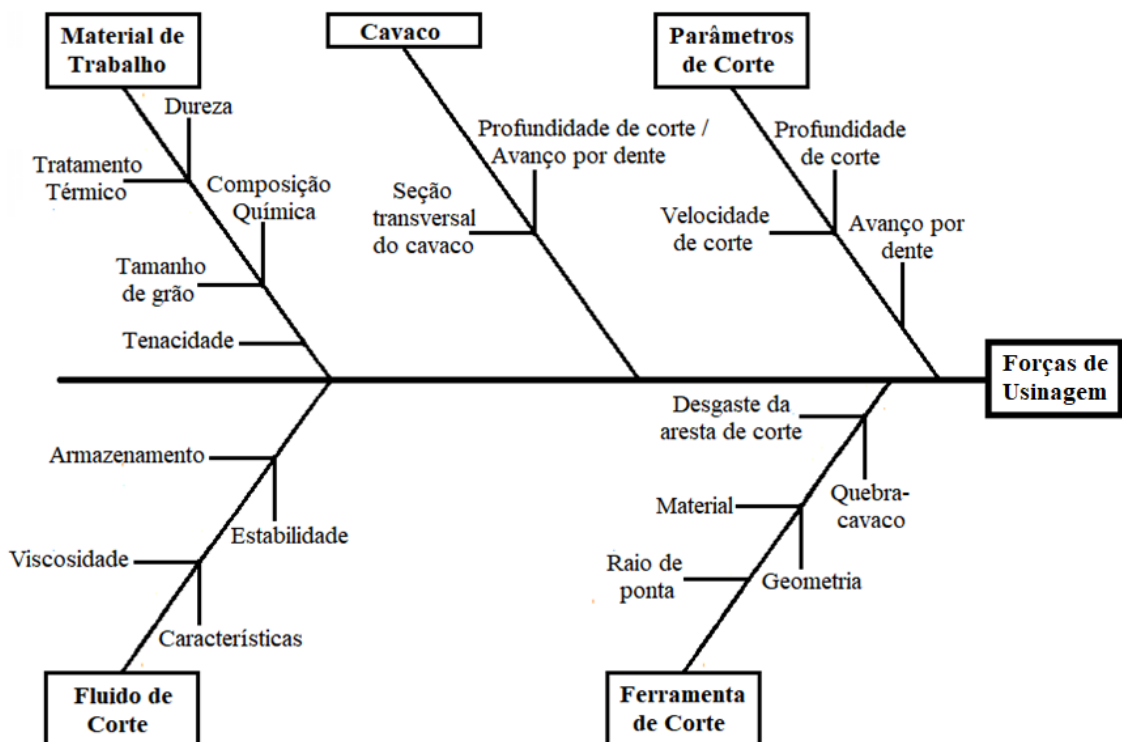 Material de
Trabalho
Cavaco
Parâmetros
de Corte
Dureza
Tratamento
Térmico
Composição
Química
Tamanho
de grão
Tenacidade
Profundidade de corte /
Avanço por dente
Seção
transversal
do cavaco
Profundidade
de corte
Velocidade
de corte
Avanço por
dente
Forças de
Usinagem
Armazenamento
Estabilidade
Viscosidade
Características
Fluido de
Corte
Desgaste da
aresta de corte
Quebra-
cavaco
Material
Geometria
Raio de
ponta
Ferramenta
de Corte